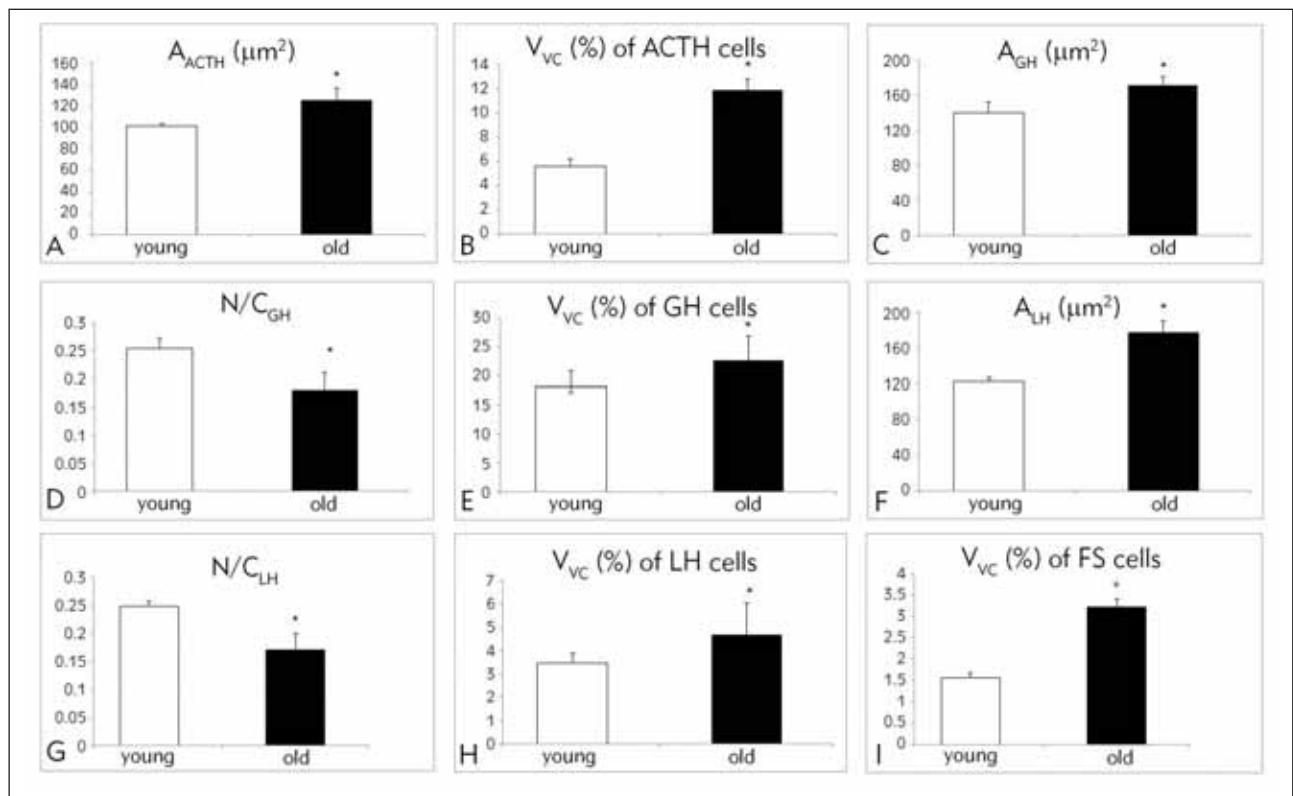 A_ACTH (μm²)
160
140
120
100
80
60
40
20
0
*
young old
A
V_VC (%) of ACTH cells
14
12
10
8
6
4
2
0
*
young old
B
A_GH (μm²)
200
160
120
80
40
0
*
young old
C
N/C_GH
0.3
0.25
0.2
0.15
0.1
0.05
0
*
young old
D
V_VC (%) of GH cells
30
25
20
15
10
5
0
*
young old
E
A_LH (μm²)
200
160
120
80
40
0
*
young old
F
N/C_LH
0.3
0.25
0.2
0.15
0.1
0.05
0
*
young old
G
V_VC (%) of LH cells
7
6
5
4
3
2
1
0
*
young old
H
V_VC (%) of FS cells
4
3.5
3
2.5
2
1.5
1
0.5
0
*
young old
I